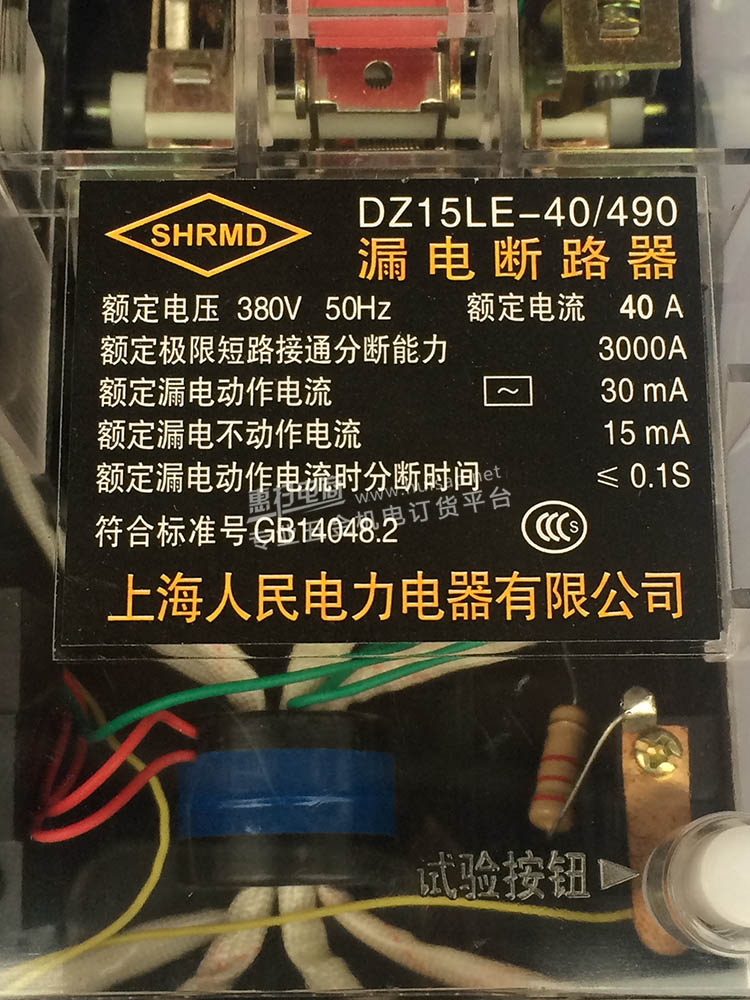 SHRMD
DZ15LE-40/490
漏电断路器
额定电压 380V 50Hz 额定电流 40 A
额定极限短路接通分断能力 3000A
额定漏电动作电流 ~ 30 mA
额定漏电不动作电流 15 mA
额定漏电动作电流时分断时间 ≤ 0.1S
符合标准号GB14048.2 CCC S
上海人民电力电器有限公司
试验按钮